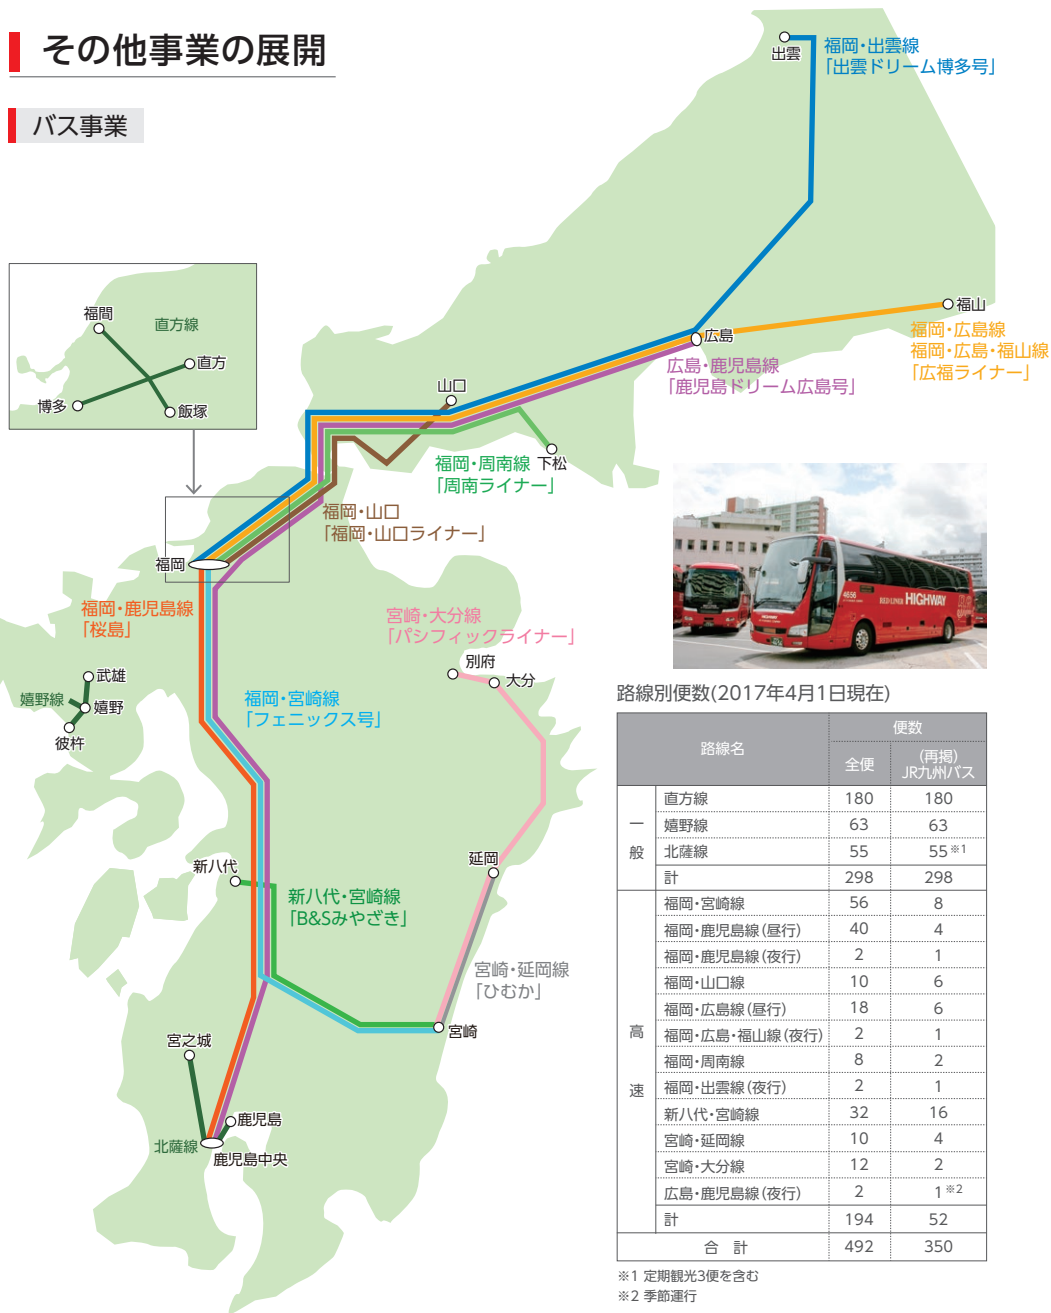 その他事業の展開
バス事業
出雲
福岡・出雲線
「出雲ドリーム博多号」
福間
直方線
直方
博多
飯塚
広島
福山
福岡・広島線
福岡・広島・福山線
「広福ライナー」
広島・鹿児島線
「鹿児島ドリーム広島号」
山口
福岡・周南線
「周南ライナー」
下松
福岡・山口
「福岡・山口ライナー」
福岡
福岡・鹿児島線
「桜島」
宮崎・大分線
「パシフィックライナー」
別府
大分
武雄
嬉野線
嬉野
彼杵
福岡・宮崎線
「フェニックス号」
新八代
延岡
新八代・宮崎線
「B&Sみやざき」
宮崎・延岡線
「ひむか」
宮崎
宮之城
鹿児島
北薩線
鹿児島中央
4656
RED LINER HIGHWAY
路線別便数(2017年4月1日現在)
路線名 便数
全便 (再掲)
JR九州バス
一般
直方線 180 180
嬉野線 63 63
北薩線 55 55※1
計 298 298
高速
福岡・宮崎線 56 8
福岡・鹿児島線(昼行) 40 4
福岡・鹿児島線(夜行) 2 1
福岡・山口線 10 6
福岡・広島線(昼行) 18 6
福岡・広島・福山線(夜行) 2 1
福岡・周南線 8 2
福岡・出雲線(夜行) 2 1
新八代・宮崎線 32 16
宮崎・延岡線 10 4
宮崎・大分線 12 2
広島・鹿児島線(夜行) 2 1※2
計 194 52
合 計 492 350
※1 定期観光3便を含む
※2 季節運行